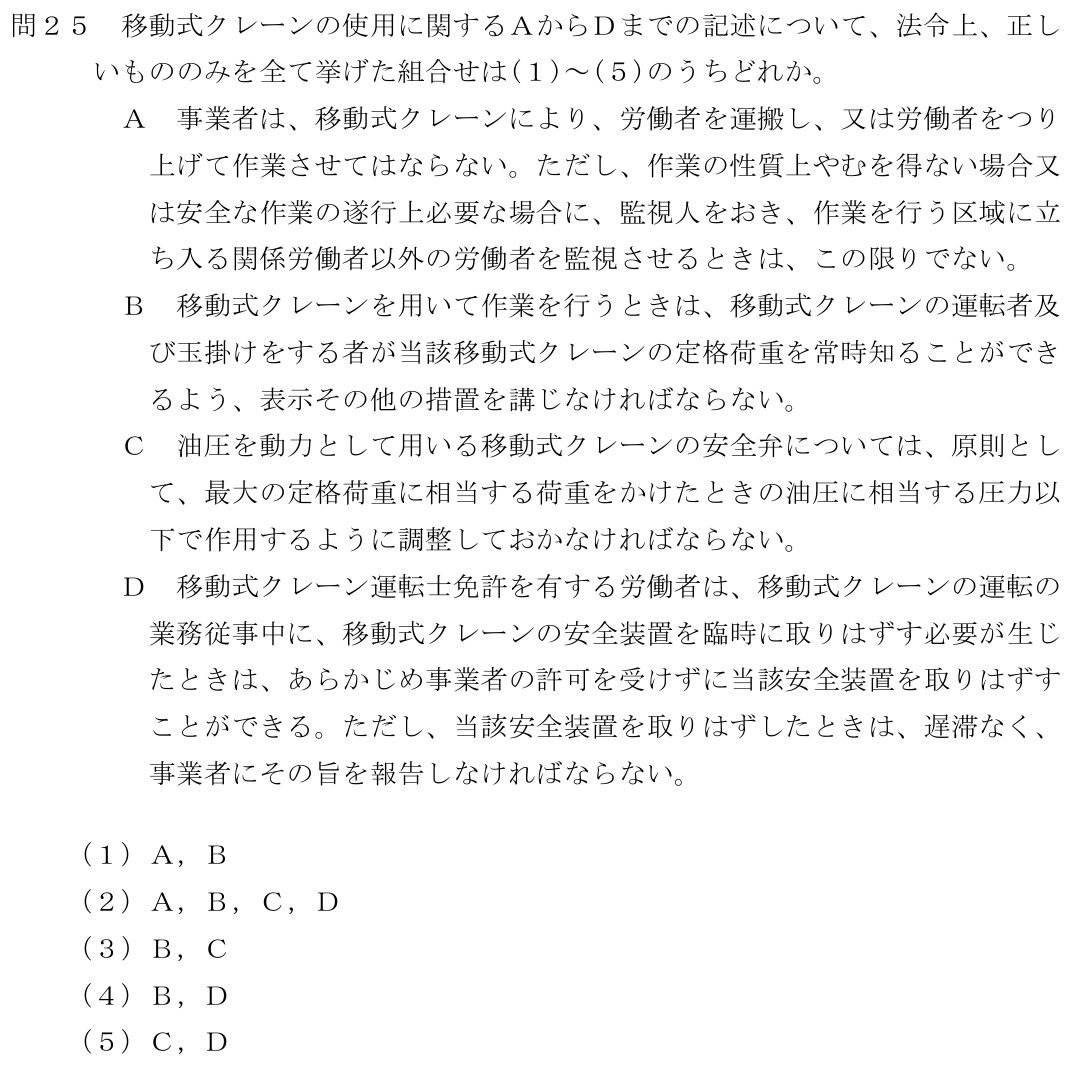 問２５　移動式クレーンの使用に関するＡからＤまでの記述について、法令上、正し
いもののみを全て挙げた組合せは(１)～(５)のうちどれか。
Ａ　事業者は、移動式クレーンにより、労働者を運搬し、又は労働者をつり
上げて作業させてはならない。ただし、作業の性質上やむを得ない場合又
は安全な作業の遂行上必要な場合に、監視人をおき、作業を行う区域に立
ち入る関係労働者以外の労働者を監視させるときは、この限りでない。
Ｂ　移動式クレーンを用いて作業を行うときは、移動式クレーンの運転者及
び玉掛けをする者が当該移動式クレーンの定格荷重を常時知ることができ
るよう、表示その他の措置を講じなければならない。
Ｃ　油圧を動力として用いる移動式クレーンの安全弁については、原則とし
て、最大の定格荷重に相当する荷重をかけたときの油圧に相当する圧力以
下で作用するように調整しておかなければならない。
Ｄ　移動式クレーン運転士免許を有する労働者は、移動式クレーンの運転の
業務従事中に、移動式クレーンの安全装置を臨時に取りはずす必要が生じ
たときは、あらかじめ事業者の許可を受けずに当該安全装置を取りはずす
ことができる。ただし、当該安全装置を取りはずしたときは、遅滞なく、
事業者にその旨を報告しなければならない。
（１）Ａ，Ｂ
（２）Ａ，Ｂ，Ｃ，Ｄ
（３）Ｂ，Ｃ
（４）Ｂ，Ｄ
（５）Ｃ，Ｄ